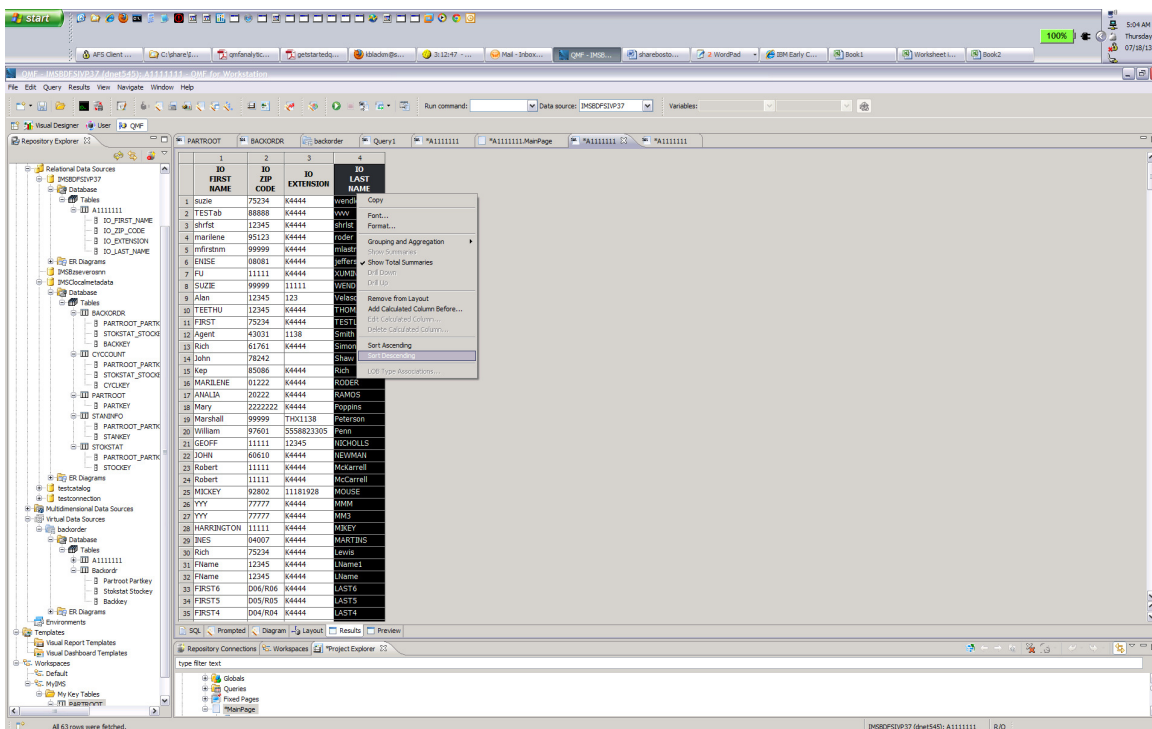 start
5:04 AM
100%
Thursday
07/18/13
AFS Client ...
C:\share\I...
qmfanalytic...
getstartedq...
kbladem@s...
3:12:47 -...
Mail - Inbox...
QMF - IMSB...
sharebosto...
2 WordPad
IBM Early C...
Book1
Worksheet i...
Book2
QMF - IMSBDFSIVP37 (dnet545): A1111111 - QMF for Workstation
File Edit Query Results View Navigate Window Help
Run command:
Data source: IMSBDFSIVP37
Variables:
Visual Designer User QMF
Repository Explorer
PARTROOT BACKORDR backorder Query1 *A1111111 *A1111111.MainPage *A1111111 *A1111111
Relational Data Sources
IMSBDFSIVP37
Database
Tables
A1111111
IO_FIRST_NAME
IO_ZIP_CODE
IO_EXTENSION
IO_LAST_NAME
ER Diagrams
IMSBzseverosnn
IMSClocalmetadata
Database
Tables
BACKORDR
PARTROOT_PARTK
STOKSTAT_STOCKE
BACKKEY
CYCCOUNT
PARTROOT_PARTK
STOKSTAT_STOCKE
CYCLKEY
PARTROOT
PARTKEY
STANINFO
PARTROOT_PARTK
STANKEY
STOKSTAT
PARTROOT_PARTK
STOCKEY
ER Diagrams
testcatalog
testconnection
Multidimensional Data Sources
Virtual Data Sources
backorder
Database
Tables
A1111111
Backordr
Partroot Partkey
Stokstat Stockey
Backkey
ER Diagrams
Environments
Templates
Visual Report Templates
Visual Dashboard Templates
Workspaces
Default
MyIMS
My Key Tables
PARTROOT
1 2 3 4
IO FIRST NAME IO ZIP CODE IO EXTENSION IO LAST NAME
1 suzie 75234 K4444
2 TESTab 88888 K4444 vvvv
3 shrfst 12345 K4444 shrlst
4 marilene 95123 K4444 roder
5 mfirstnm 99999 K4444 mlastn
6 ENISE 08081 K4444 jeffers
7 FU 11111 K4444 XUMIN
8 SUZIE 99999 11111 WEND
9 Alan 12345 123 Velasc
10 TEETHU 12345 K4444 THOM
11 FIRST 75234 K4444 TESTL
12 Agent 43031 1138 Smith
13 Rich 61761 K4444 Simon
14 John 78242 Shaw
15 Kep 85086 K4444 Rich
16 MARILENE 01222 K4444 RODER
17 ANALIA 20222 K4444 RAMOS
18 Mary 2222222 K4444 Poppins
19 Marshall 99999 THX1138 Peterson
20 William 97601 5558823305 Penn
21 GEOFF 11111 12345 NICHOLLS
22 JOHN 60610 K4444 NEWMAN
23 Robert 11111 K4444 McKarrell
24 Robert 11111 K4444 McCarrell
25 MICKEY 92802 11181928 MOUSE
26 YYY 77777 K4444 MMM
27 YYY 77777 K4444 MM3
28 HARRINGTON 11111 K4444 MIKEY
29 INES 04007 K4444 MARTINS
30 Rich 75234 K4444 Lewis
31 FName 12345 K4444 LName1
32 FName 12345 K4444 LName
33 FIRST6 D06/R06 K4444 LAST6
34 FIRST5 D05/R05 K4444 LAST5
35 FIRST4 D04/R04 K4444 LAST4
Copy
Font...
Format...
Grouping and Aggregation
Show Summaries
Show Total Summaries
Drill Down
Drill Up
Remove from Layout
Add Calculated Column Before...
Edit Calculated Column...
Delete Calculated Column...
Sort Ascending
Sort Descending
LOB Type Associations...
SQL Prompted Diagram Layout Results Preview
Repository Connections Workspaces *Project Explorer
type filter text
Globals
Queries
Fixed Pages
*MainPage
All 63 rows were fetched.
IMSBDFSIVP37 (dnet545): A1111111 R/O